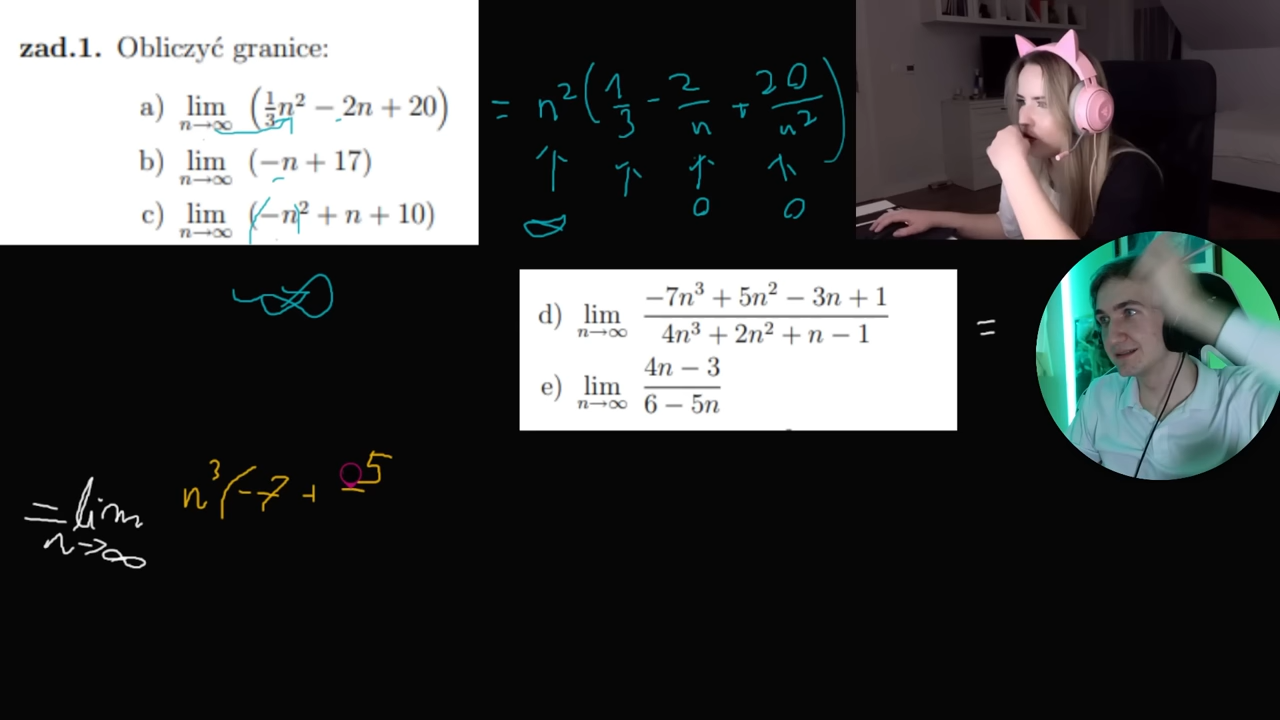 zad.1. Obliczyć granice:
a) lim n→∞ (1/3 n² − 2n + 20)
b) lim n→∞ (−n + 17)
c) lim n→∞ (−n² + n + 10)
= n² (1/3 − 2/n + 20/n²)
↑ ↑ ↑ ↑
∞ 0 0
−∞
d) lim n→∞ (−7n³ + 5n² − 3n + 1)/(4n³ + 2n² + n − 1) =
e) lim n→∞ (4n − 3)/(6 − 5n)
= lim n→∞ n³(−7 + 5